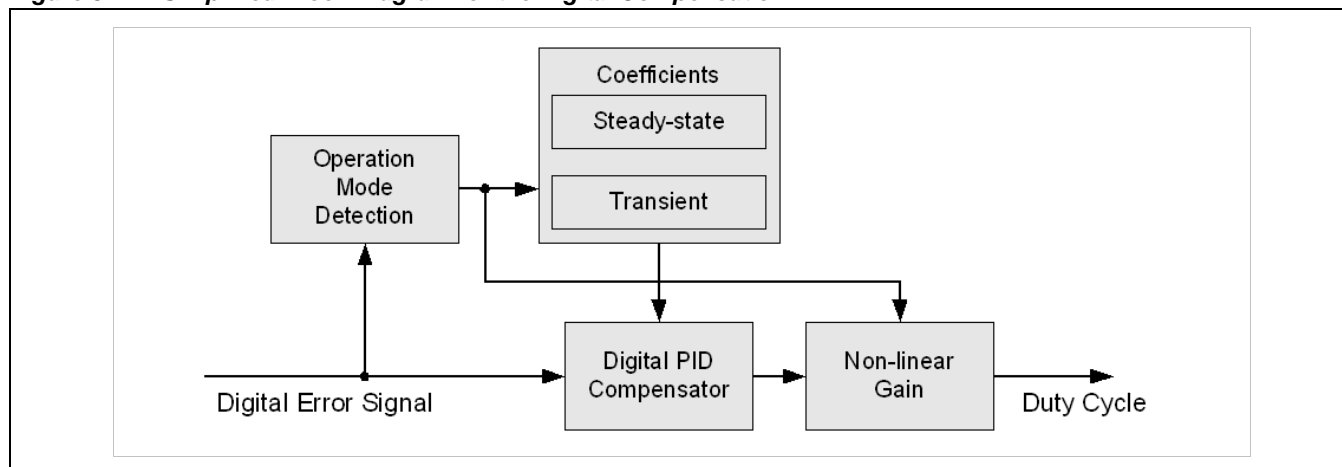 Coefficients
Steady-state
Operation
Mode
Detection
Transient
Digital PID
Compensator
Non-linear
Gain
Digital Error Signal
Duty Cycle